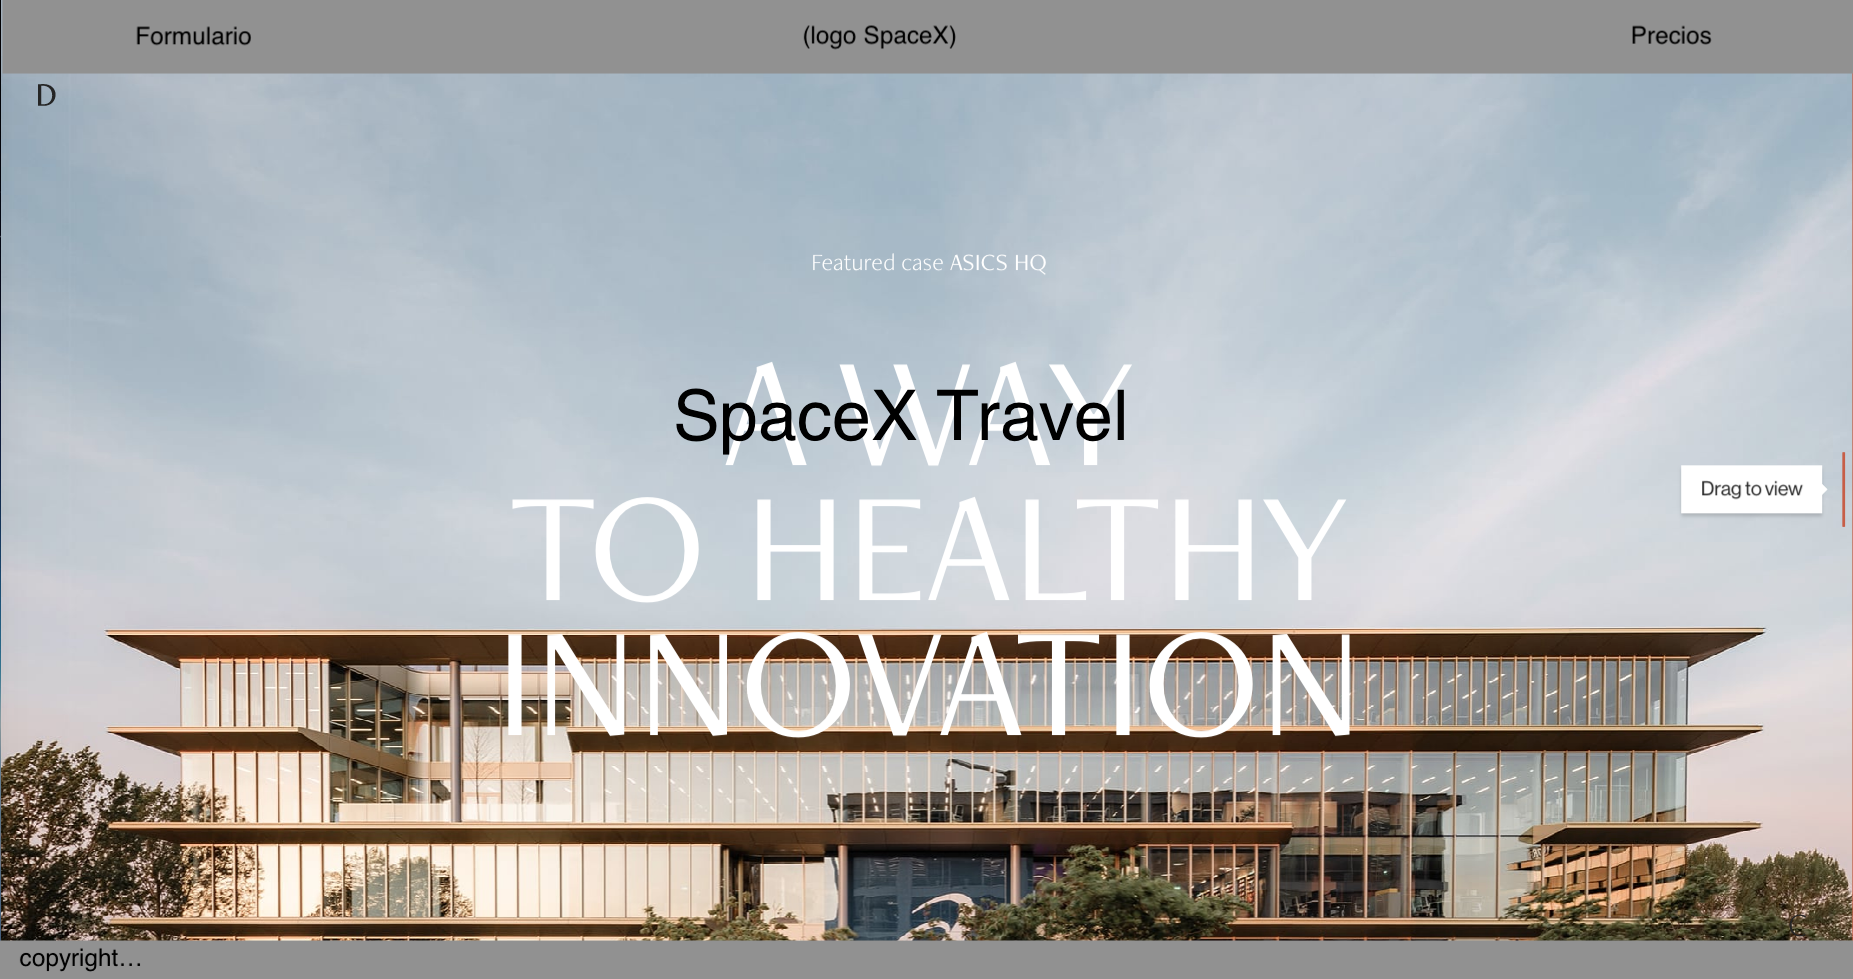 Formulario
(logo SpaceX)
Precios
D
Featured case ASICS HQ
A WAY
SpaceX Travel
TO HEALTHY
Drag to view
INNOVATION
copyright...